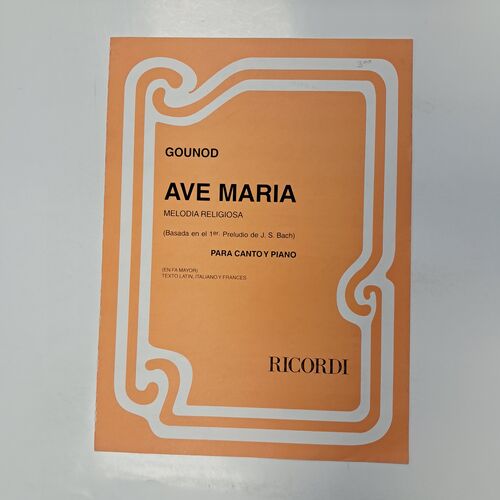 GOUNOD
AVE MARIA
MELODIA RELIGIOSA
(Basada en el 1er. Preludio de J. S. Bach)
PARA CANTO Y PIANO
(EN FA MAYOR)
TEXTO LATIN, ITALIANO Y FRANCES
RICORDI